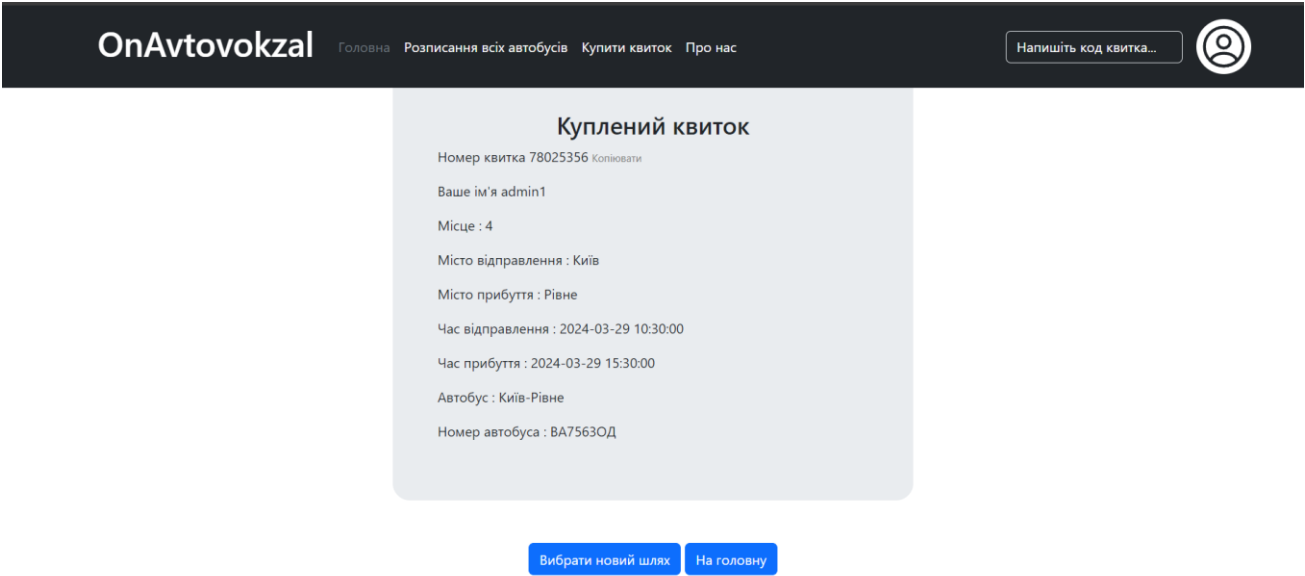 OnAvtovokzal Головна Розписання всіх автобусів Купити квиток Про нас Напишіть код квитка...
Куплений квиток
Номер квитка 78025356 Копіювати
Ваше ім'я admin1
Місце : 4
Місто відправлення : Київ
Місто прибуття : Рівне
Час відправлення : 2024-03-29 10:30:00
Час прибуття : 2024-03-29 15:30:00
Автобус : Київ-Рівне
Номер автобуса : ВА7563ОД
Вибрати новий шлях На головну